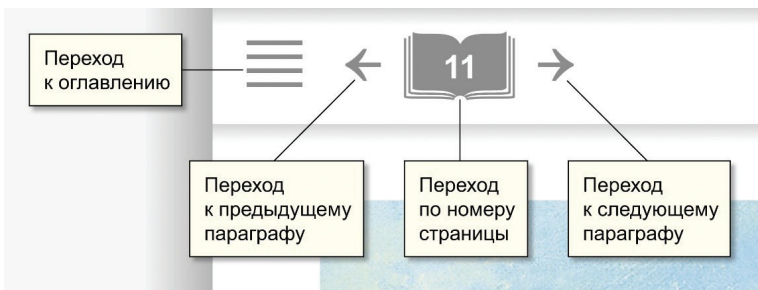 Переход
к оглавлению
11
Переход
к предыдущему
параграфу
Переход
по номеру
страницы
Переход
к следующему
параграфу